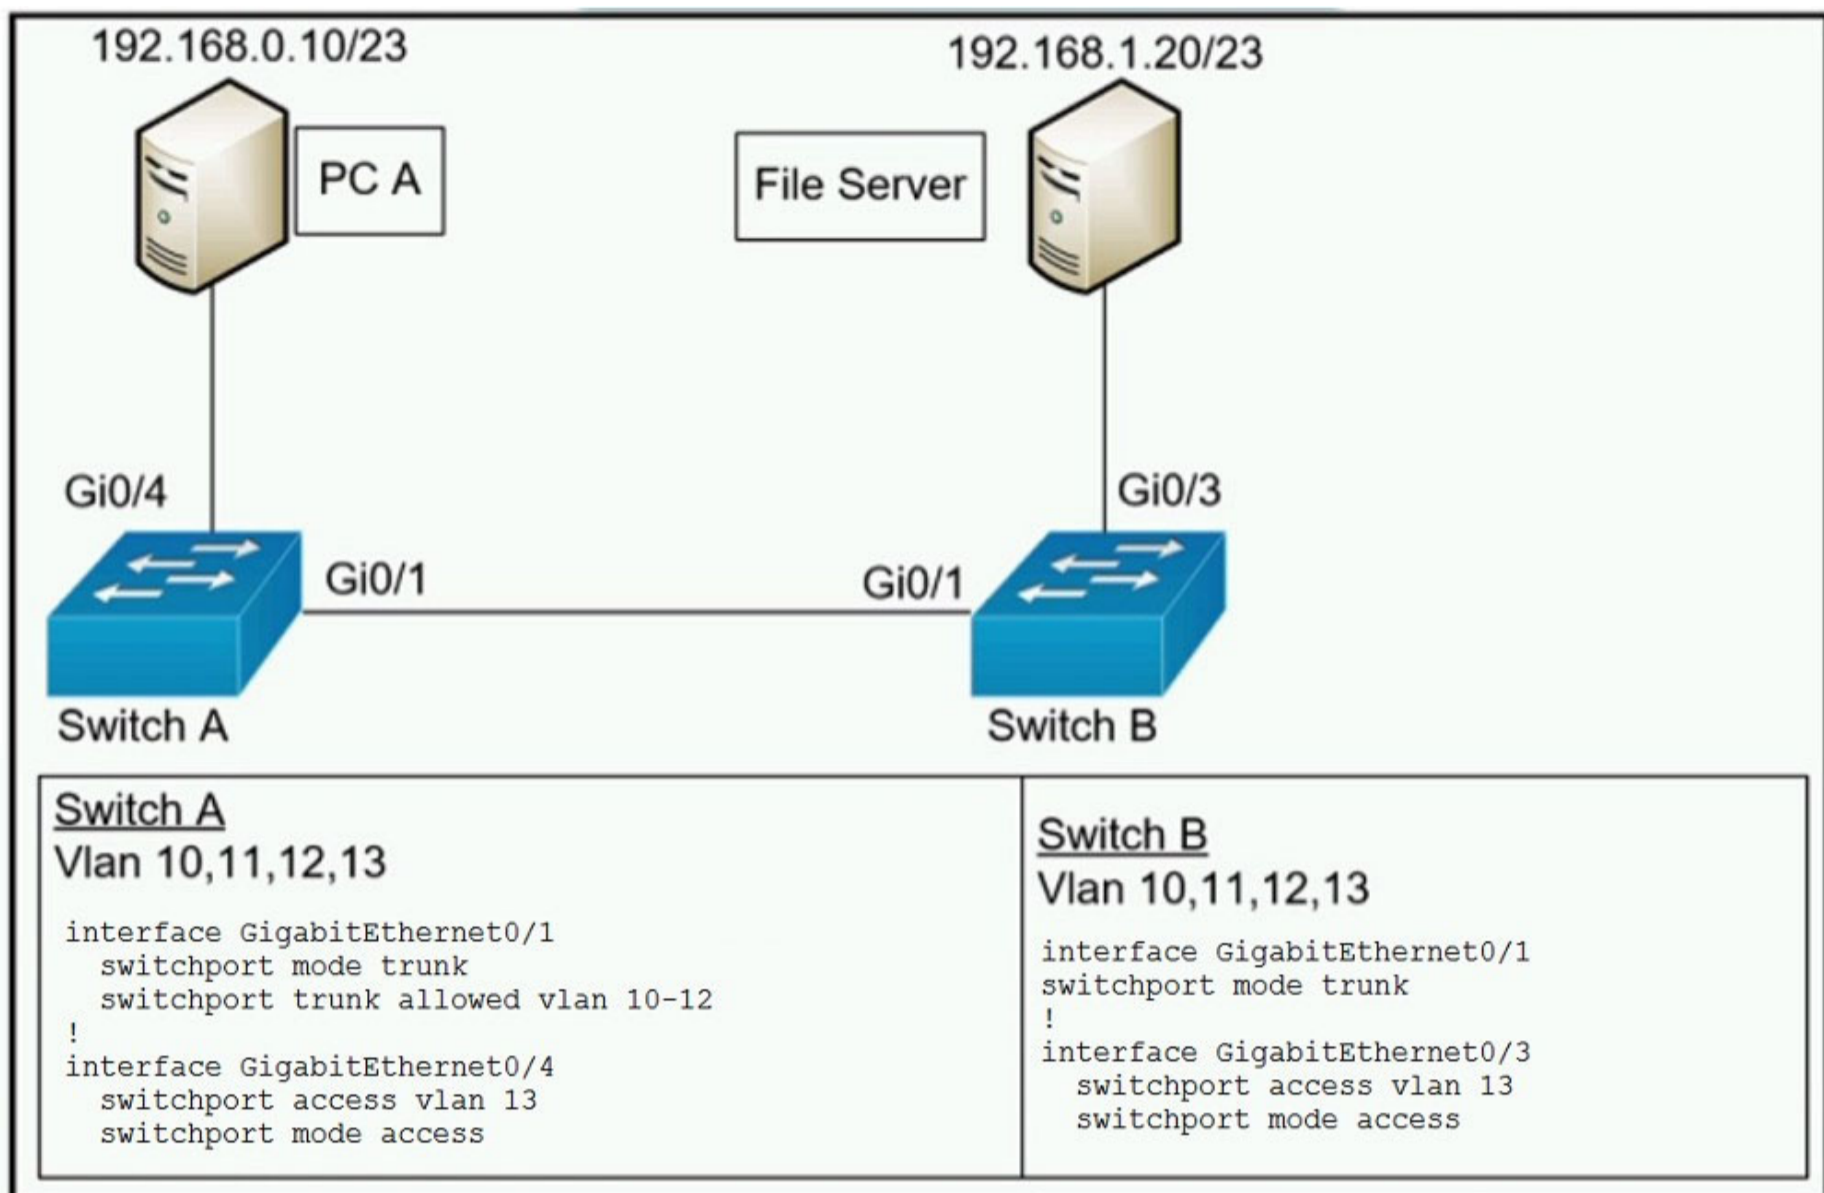 192.168.0.10/23
192.168.1.20/23
PC A
File Server
Gi0/4
Gi0/3
Gi0/1
Gi0/1
Switch A
Switch B
Switch A
Vlan 10,11,12,13
interface GigabitEthernet0/1
switchport mode trunk
switchport trunk allowed vlan 10-12
!
interface GigabitEthernet0/4
switchport access vlan 13
switchport mode access
Switch B
Vlan 10,11,12,13
interface GigabitEthernet0/1
switchport mode trunk
!
interface GigabitEthernet0/3
switchport access vlan 13
switchport mode access